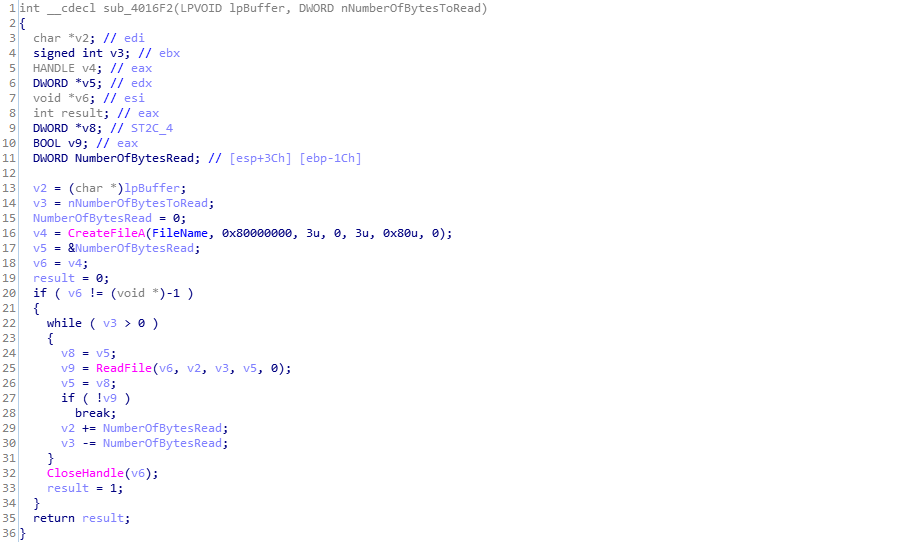 1 int __cdecl sub_4016F2(LPVOID lpBuffer, DWORD nNumberOfBytesToRead)
2 {
3   char *v2; // edi
4   signed int v3; // ebx
5   HANDLE v4; // eax
6   DWORD *v5; // edx
7   void *v6; // esi
8   int result; // eax
9   DWORD *v8; // ST2C_4
10   BOOL v9; // eax
11   DWORD NumberOfBytesRead; // [esp+3Ch] [ebp-1Ch]
12
13   v2 = (char *)lpBuffer;
14   v3 = nNumberOfBytesToRead;
15   NumberOfBytesRead = 0;
16   v4 = CreateFileA(FileName, 0x80000000, 3u, 0, 3u, 0x80u, 0);
17   v5 = &NumberOfBytesRead;
18   v6 = v4;
19   result = 0;
20   if ( v6 != (void *)-1 )
21   {
22     while ( v3 > 0 )
23     {
24       v8 = v5;
25       v9 = ReadFile(v6, v2, v3, v5, 0);
26       v5 = v8;
27       if ( !v9 )
28         break;
29       v2 += NumberOfBytesRead;
30       v3 -= NumberOfBytesRead;
31     }
32     CloseHandle(v6);
33     result = 1;
34   }
35   return result;
36 }